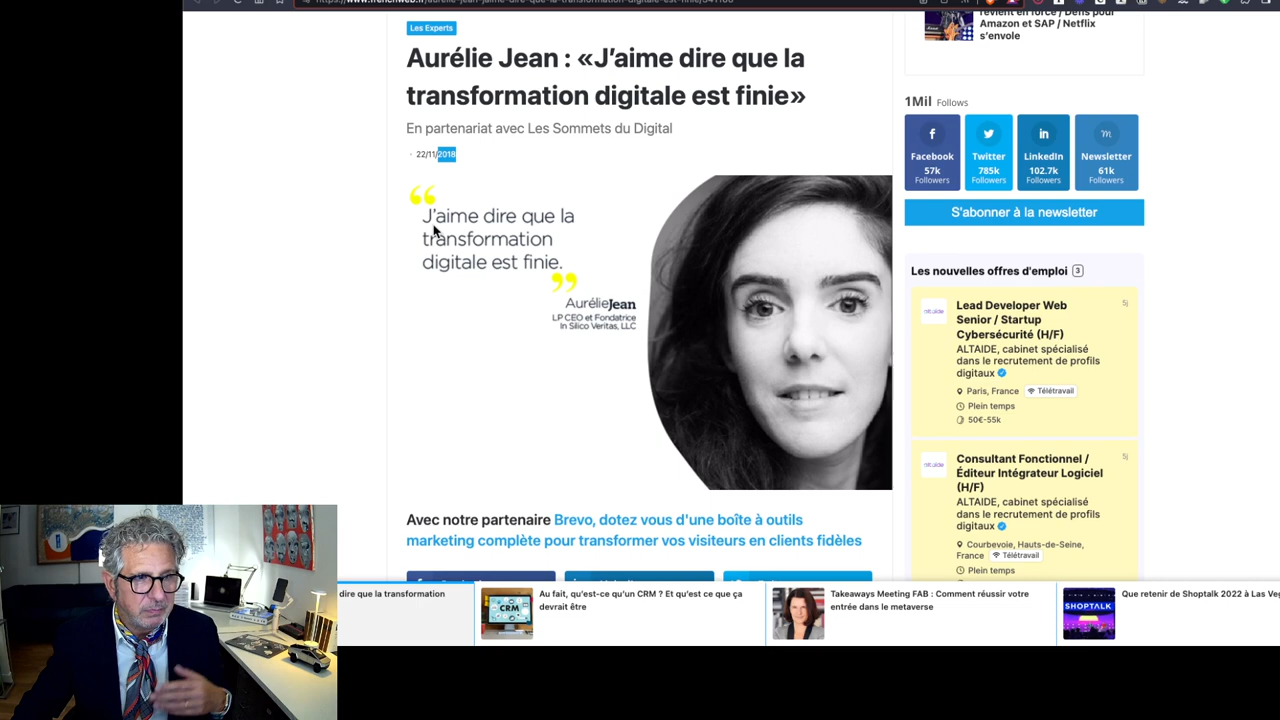 Les Experts
Aurélie Jean : «J'aime dire que la
transformation digitale est finie»
En partenariat avec Les Sommets du Digital
· 22/11/2018
“
J'aime dire que la
transformation
digitale est finie.
”
AurélieJean
LP CEO et Fondatrice
In Silico Veritas, LLC
Avec notre partenaire Brevo, dotez vous d'une boîte à outils
marketing complète pour transformer vos visiteurs en clients fidèles
Amazon et SAP / Netflix
s'envole
1Mil Follows
Facebook
57k
Followers
Twitter
785k
Followers
LinkedIn
102.7k
Followers
Newsletter
61k
Followers
S'abonner à la newsletter
Les nouvelles offres d'emploi 3
Lead Developer Web
Senior / Startup
Cybersécurité (H/F)
5j
ALTAIDE, cabinet spécialisé
dans le recrutement de profils
digitaux
Paris, France Télétravail
Plein temps
50€-55k
Consultant Fonctionnel /
Éditeur Intégrateur Logiciel
(H/F)
5j
ALTAIDE, cabinet spécialisé
dans le recrutement de profils
digitaux
Courbevoie, Hauts-de-Seine,
France Télétravail
Plein temps
dire que la transformation
CRM
Au fait, qu'est-ce qu'un CRM ? Et qu'est ce que ça
devrait être
Takeaways Meeting FAB : Comment réussir votre
entrée dans le metaverse
SHOPTALK
Que retenir de Shoptalk 2022 à Las